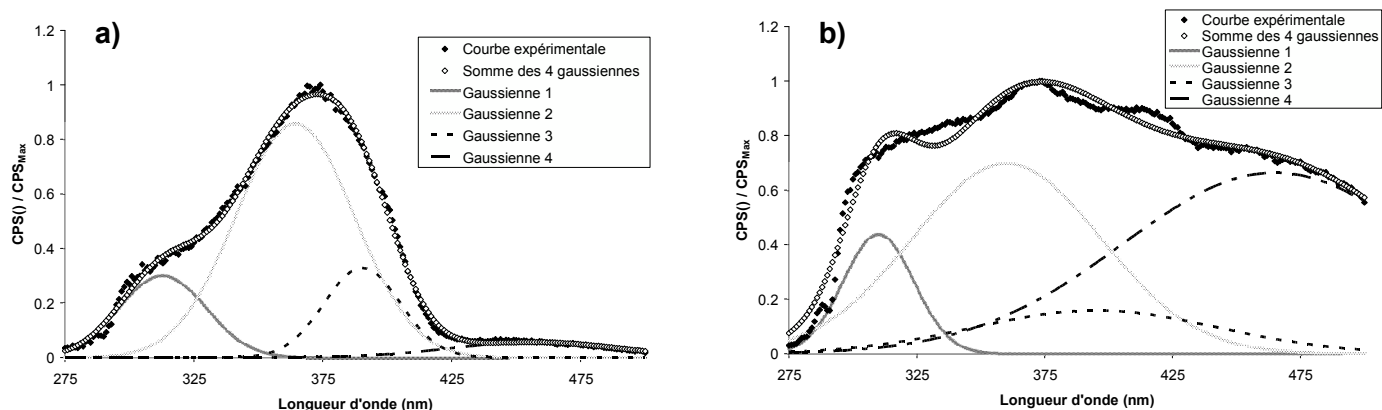 a)
1.2
1
0.8
0.6
0.4
0.2
0
CPS() / CPSMax
275
325
375
425
475
Longueur d'onde (nm)
Courbe expérimentale
Somme des 4 gaussiennes
Gaussienne 1
Gaussienne 2
Gaussienne 3
Gaussienne 4
b)
1.2
1
0.8
0.6
0.4
0.2
0
CPS() / CPSMax
275
325
375
425
475
Longueur d'onde (nm)
Courbe expérimentale
Somme des 4 gaussiennes
Gaussienne 1
Gaussienne 2
Gaussienne 3
Gaussienne 4